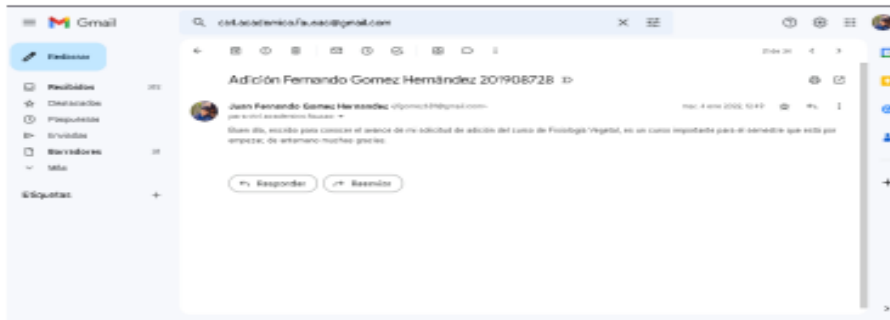 Gmail
Redactar
Recibidos
Destacados
Pospuestos
Enviados
Borradores
Más
Etiquetas
Adición Fernando Gomez Hernández 201908728
Juan Fernando Gomez Hernandez
Buen día, escribo para conocer el avance de mi solicitud de adición del curso de Fisiología Vegetal, es un curso importante para el semestre que está por
empezar, de antemano muchas gracias.
Responder Reenviar